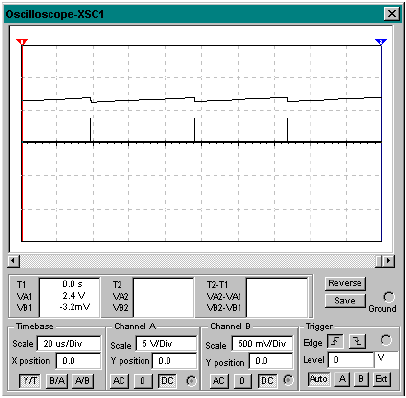 Oscilloscope-XSC1
1
2
T1 0.0 s
VA1 2.4 V
VB1 -3.2mV
T2
VA2
VB2
T2-T1
VA2-VA1
VB2-VB1
Reverse
Save
Ground
Timebase
Scale 20 us/Div
X position 0.0
Y/T B/A A/B
Channel A
Scale 5 V/Div
Y position 0.0
AC 0 DC
Channel B
Scale 500 mV/Div
Y position 0.0
AC 0 DC
Trigger
Edge
Level 0 V
Auto A B Ext